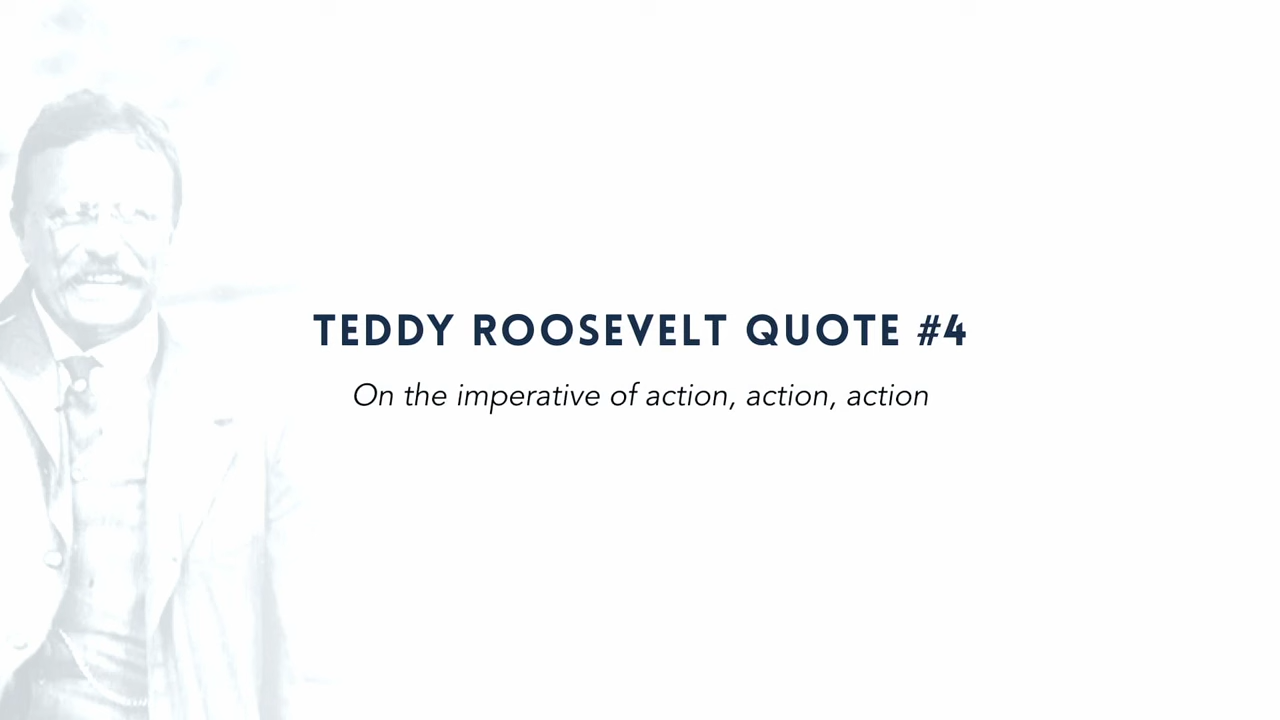 TEDDY ROOSEVELT QUOTE #4
On the imperative of action, action, action